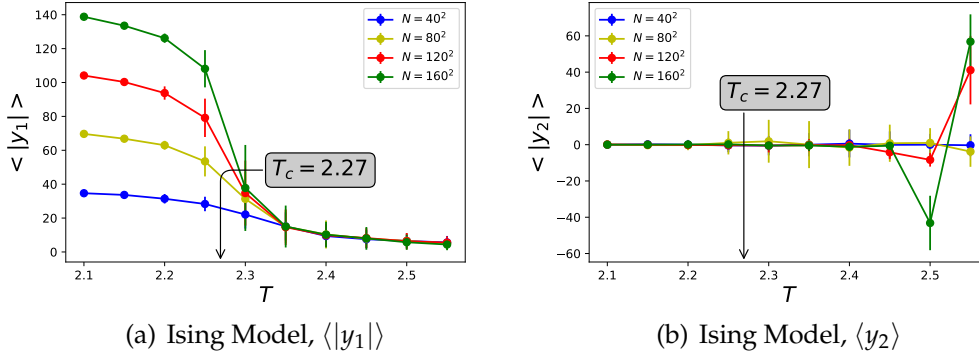 140
120
100
80
60
40
20
0
< |y₁| >
N = 40²
N = 80²
N = 120²
N = 160²
T_c = 2.27
2.1 2.2 2.3 2.4 2.5
T
(a) Ising Model, ⟨|y₁|⟩
60
40
20
0
−20
−40
−60
< |y₂| >
N = 40²
N = 80²
N = 120²
N = 160²
T_c = 2.27
2.1 2.2 2.3 2.4 2.5
T
(b) Ising Model, ⟨y₂⟩